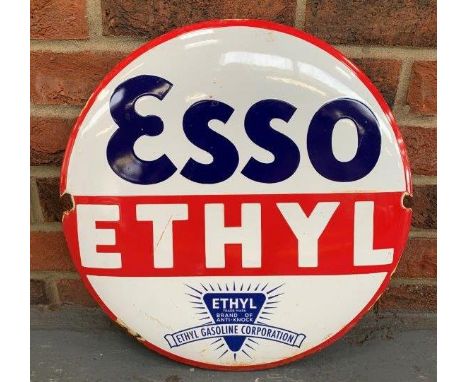 Esso
ETHYL
ETHYL
TRADE MARK
BRAND OF
ANTI-KNOCK
ETHYL GASOLINE CORPORATION